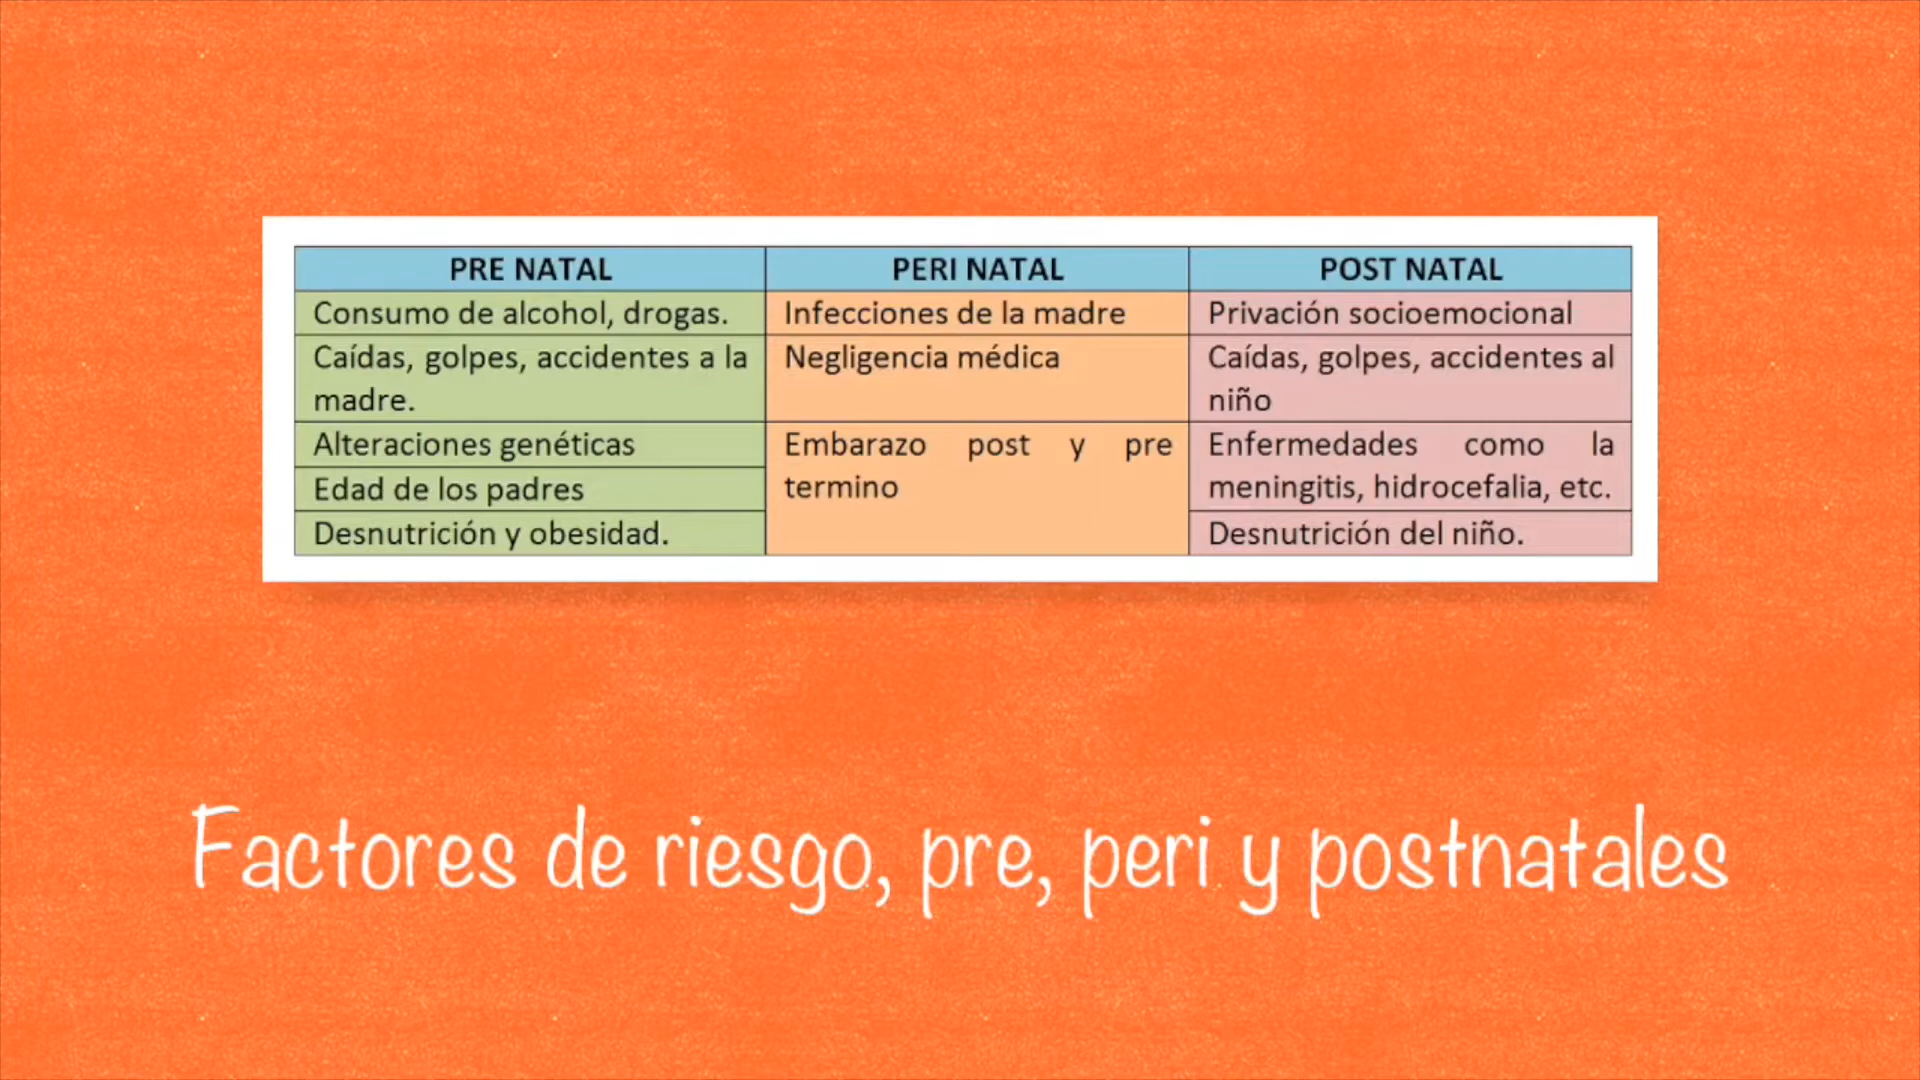 PRE NATAL PERI NATAL POST NATAL
Consumo de alcohol, drogas. Infecciones de la madre Privación socioemocional
Caídas, golpes, accidentes a la Negligencia médica Caídas, golpes, accidentes al
madre. niño
Alteraciones genéticas Embarazo post y pre Enfermedades como la
Edad de los padres termino meningitis, hidrocefalia, etc.
Desnutrición y obesidad. Desnutrición del niño.
Factores de riesgo, pre, peri y postnatales